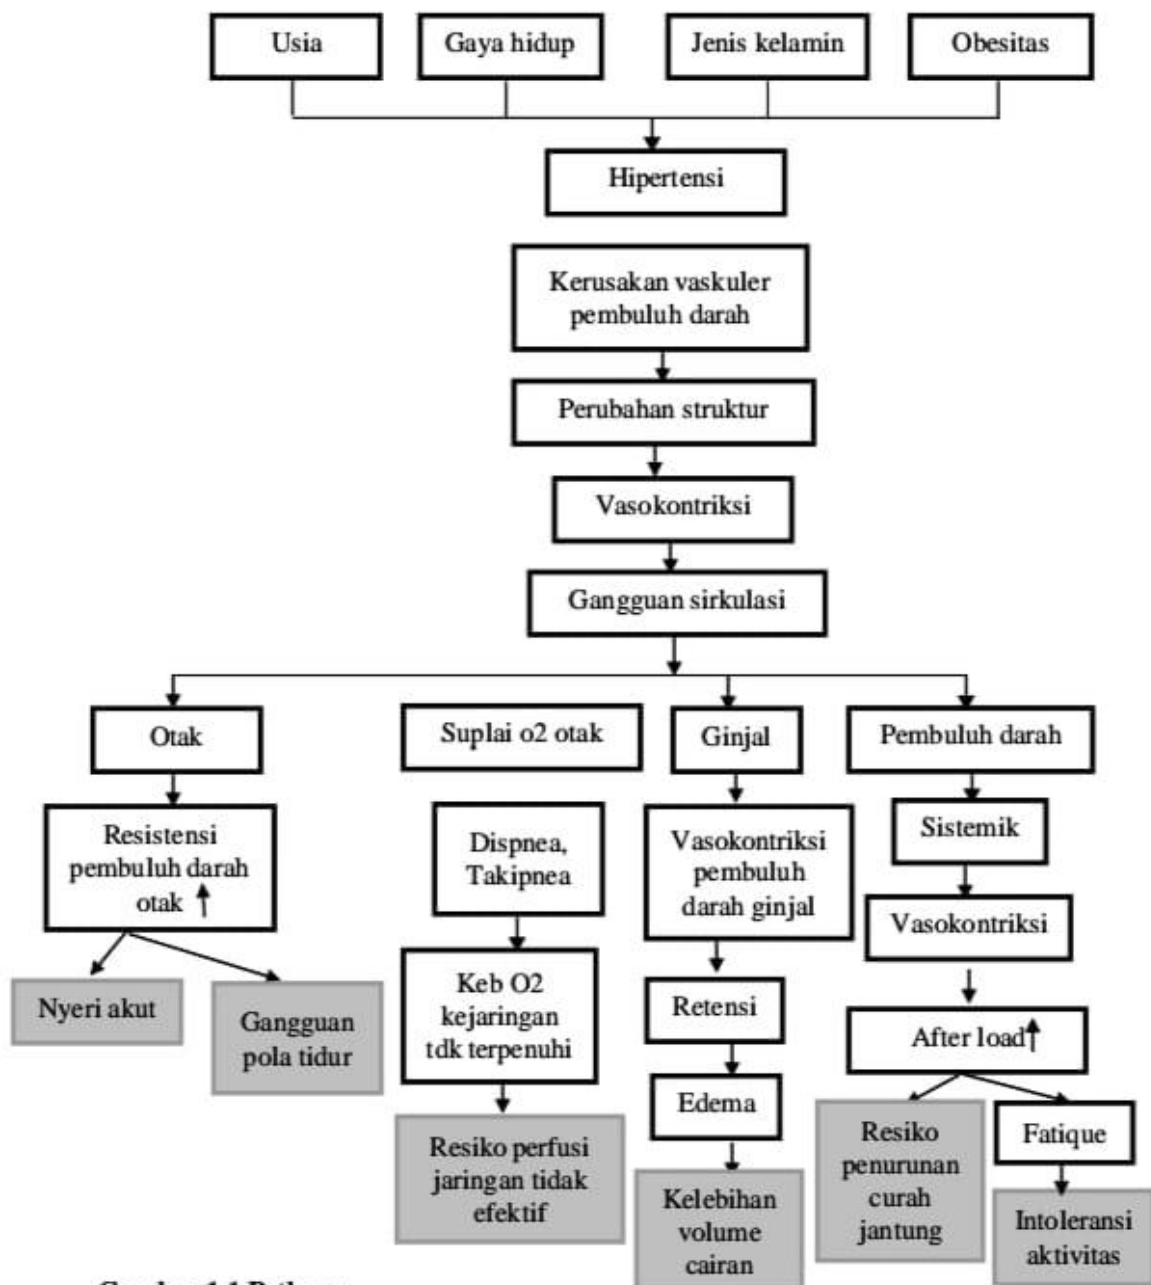 Usia
Gaya hidup
Jenis kelamin
Obesitas
Hipertensi
Kerusakan vaskuler
pembuluh darah
Perubahan struktur
Vasokontriksi
Gangguan sirkulasi
Otak
Suplai o2 otak
Ginjal
Pembuluh darah
Resistensi
pembuluh darah
otak ↑
Dispnea,
Takipnea
Vasokontriksi
pembuluh
darah ginjal
Sistemik
Vasokontriksi
Nyeri akut
Gangguan
pola tidur
Keb O2
kejaringan
tdk terpenuhi
Retensi
After load↑
Edema
Resiko perfusi
jaringan tidak
efektif
Kelebihan
volume
cairan
Resiko
penurunan
curah
jantung
Fatique
Intoleransi
aktivitas